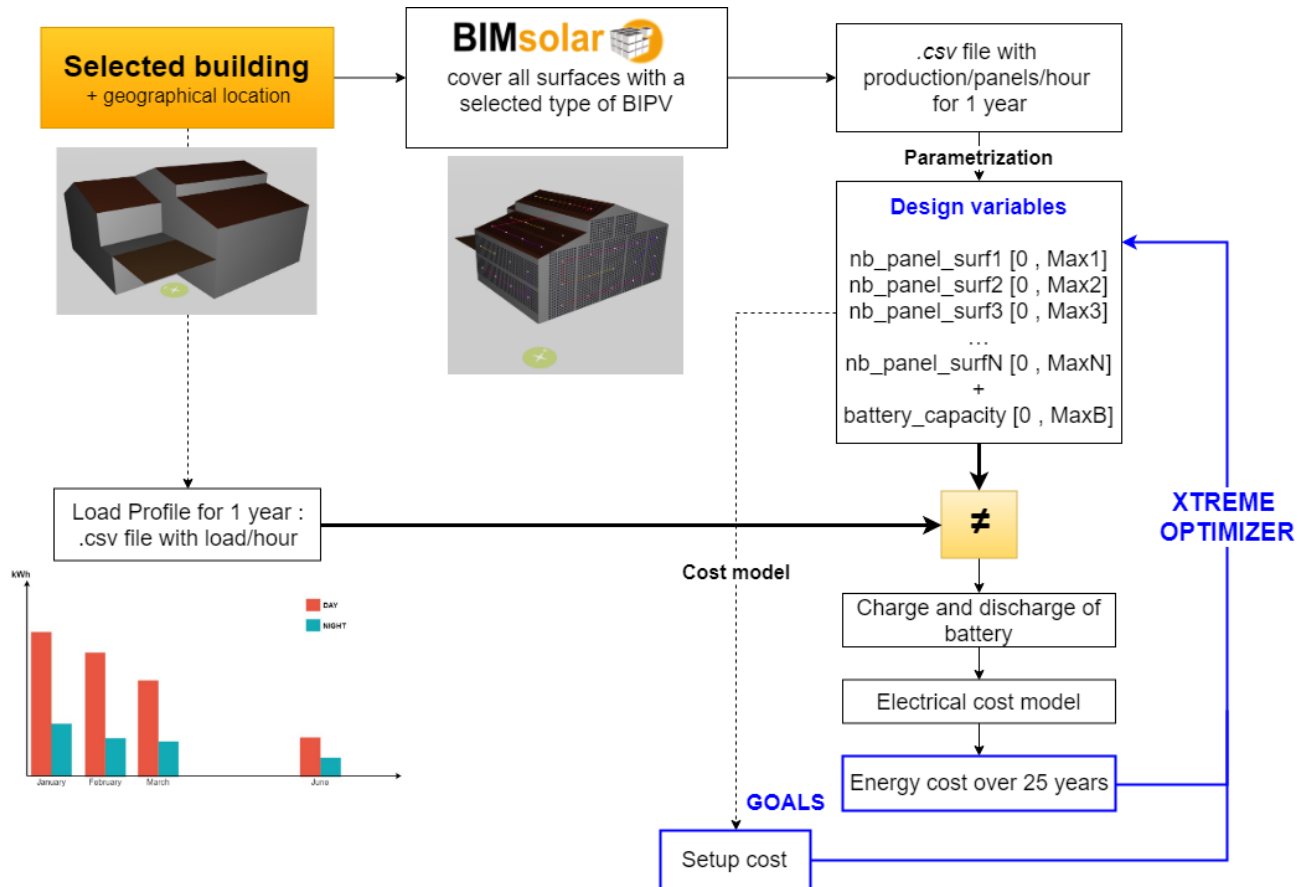 Selected building
+ geographical location
BIMsolar
cover all surfaces with a
selected type of BIPV
.csv file with
production/panels/hour
for 1 year
Parametrization
Design variables
nb_panel_surf1 [0 , Max1]
nb_panel_surf2 [0 , Max2]
nb_panel_surf3 [0 , Max3]
...
nb_panel_surfN [0 , MaxN]
+
battery_capacity [0 , MaxB]
Load Profile for 1 year :
.csv file with load/hour
≠
XTREME
OPTIMIZER
Cost model
kWh
DAY
NIGHT
January
February
March
June
Charge and discharge of
battery
Electrical cost model
Energy cost over 25 years
GOALS
Setup cost